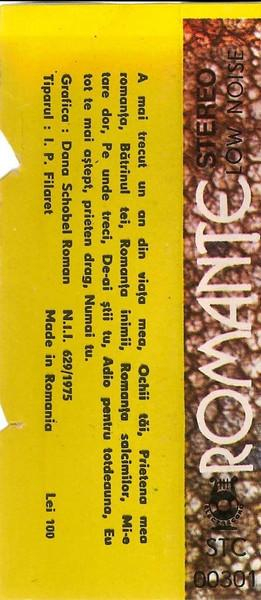 A mai trecut un an din viața mea, Ochii tăi, Prietena mea
romanța, Bătrînul tei, Romanța inimii, Romanța salcimilor, Mi-e
tare dor, Pe unde treci, De-ai știi tu, Adio pentru totdeauna, Eu
tot te mai aștept, prieten drag, Numai tu.
Grafica : Dana Schobel Roman N.I.I. 629/1975
Tiparul : I. P. Filaret Made in Romania Lei 100
ROMANTE
STEREO
LOW NOISE
STC
00301